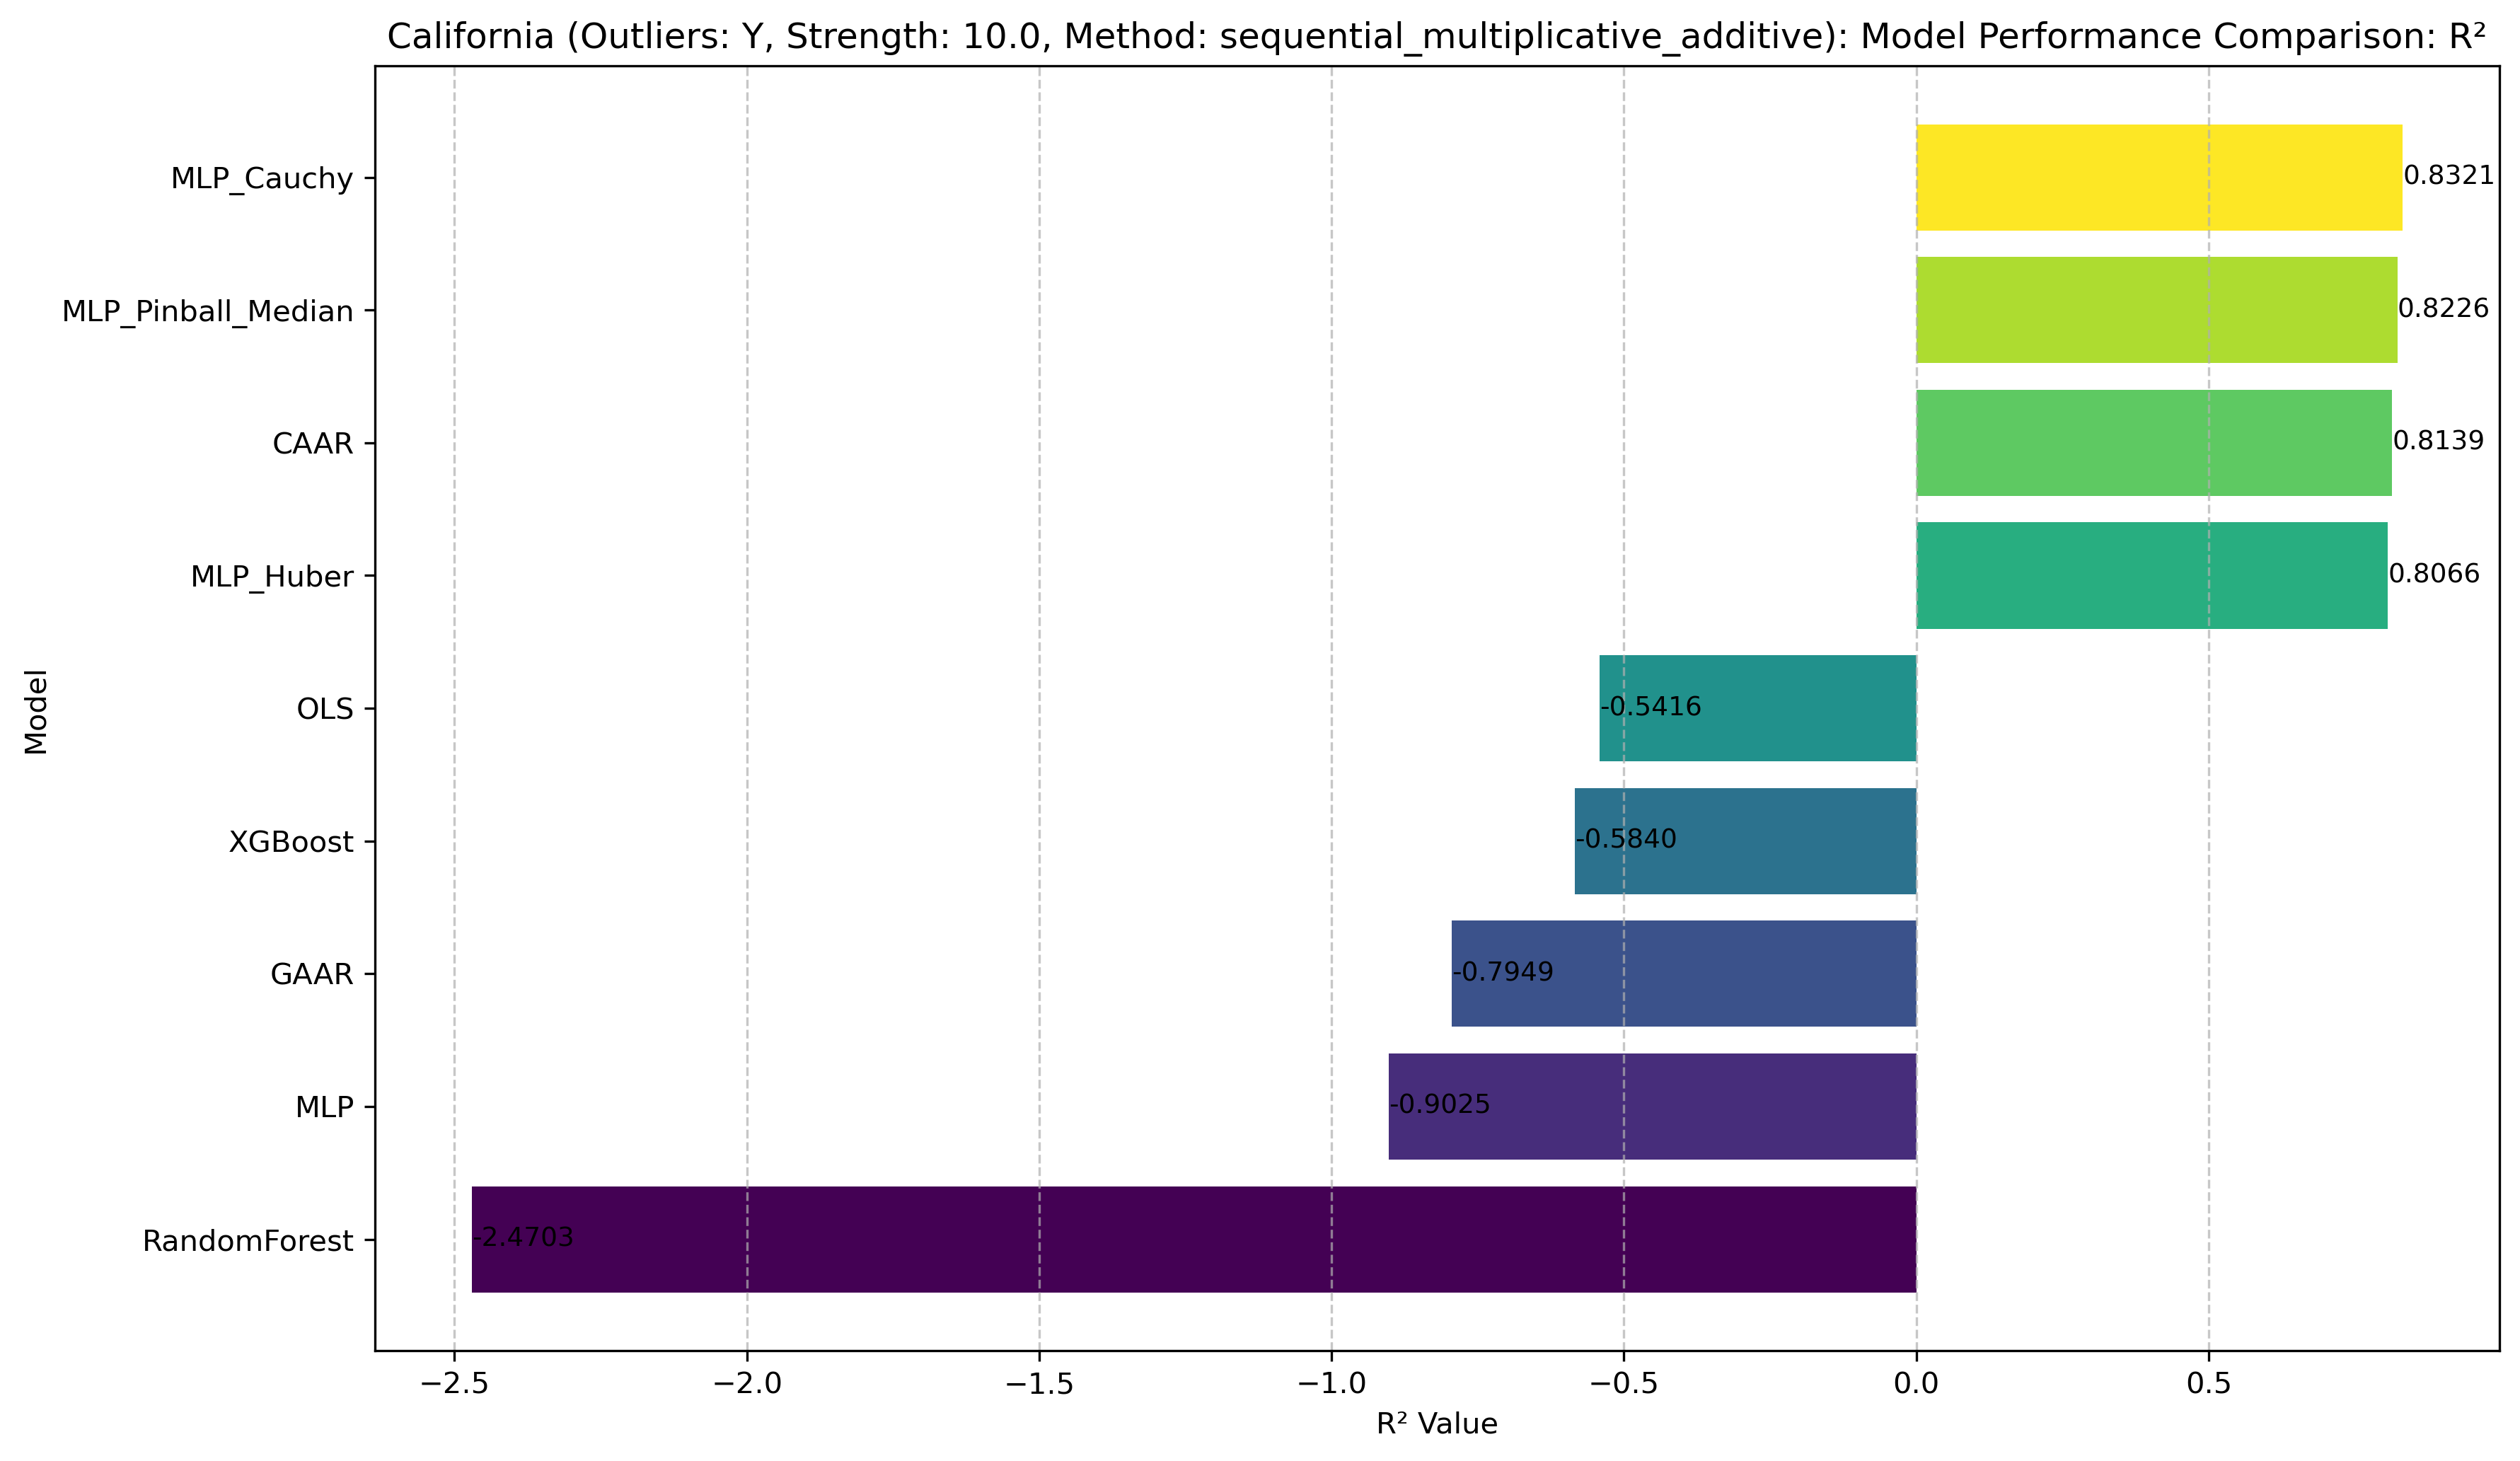 California (Outliers: Y, Strength: 10.0, Method: sequential_multiplicative_additive): Model Performance Comparison: R²
Model
MLP_Cauchy
0.8321
MLP_Pinball_Median
0.8226
CAAR
0.8139
MLP_Huber
0.8066
OLS
-0.5416
XGBoost
-0.5840
GAAR
-0.7949
MLP
-0.9025
RandomForest
-2.4703
−2.5 −2.0 −1.5 −1.0 −0.5 0.0 0.5
R² Value